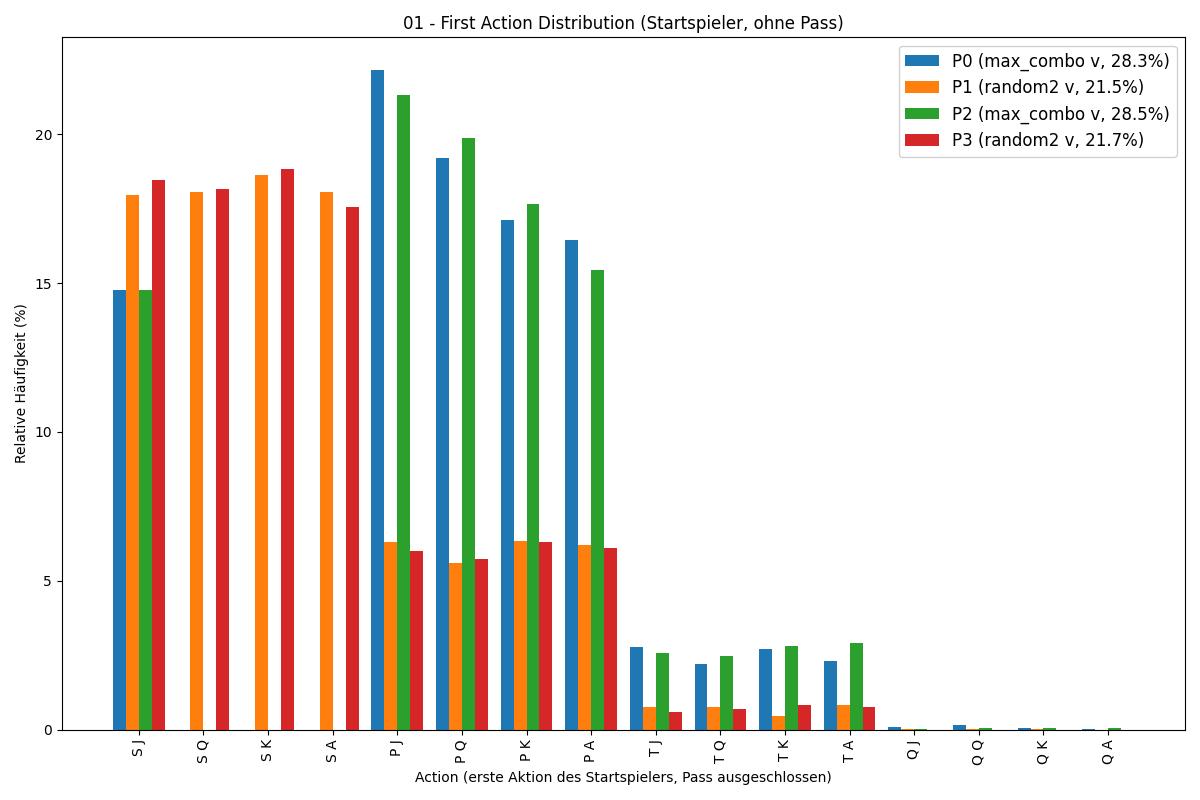 01 - First Action Distribution (Startspieler, ohne Pass)
P0 (max_combo v, 28.3%)
P1 (random2 v, 21.5%)
P2 (max_combo v, 28.5%)
P3 (random2 v, 21.7%)
Relative Häufigkeit (%)
20
15
10
5
0
S J
S Q
S K
S A
P J
P Q
P K
P A
T J
T Q
T K
T A
Q J
Q Q
Q K
Q A
Action (erste Aktion des Startspielers, Pass ausgeschlossen)